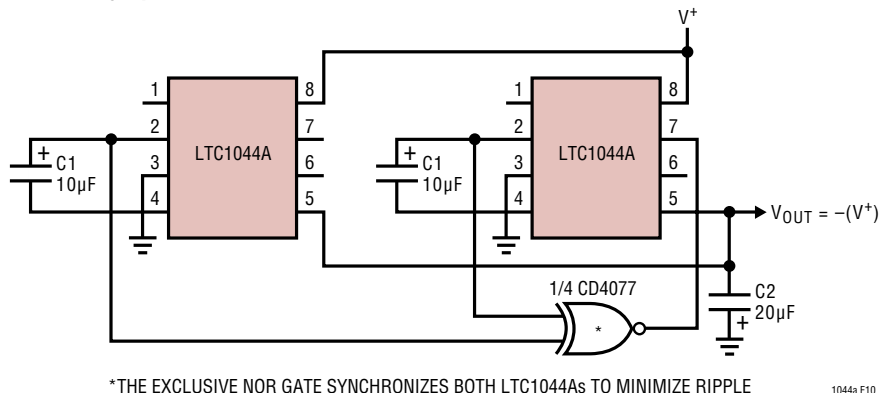 V+
1
8
1
8
2
7
2
7
LTC1044A
LTC1044A
+
C1
10µF
3
6
+
C1
10µF
3
6
4
5
4
5
VOUT = –(V+)
1/4 CD4077
*
C2
20µF
+
*THE EXCLUSIVE NOR GATE SYNCHRONIZES BOTH LTC1044As TO MINIMIZE RIPPLE
1044a F10